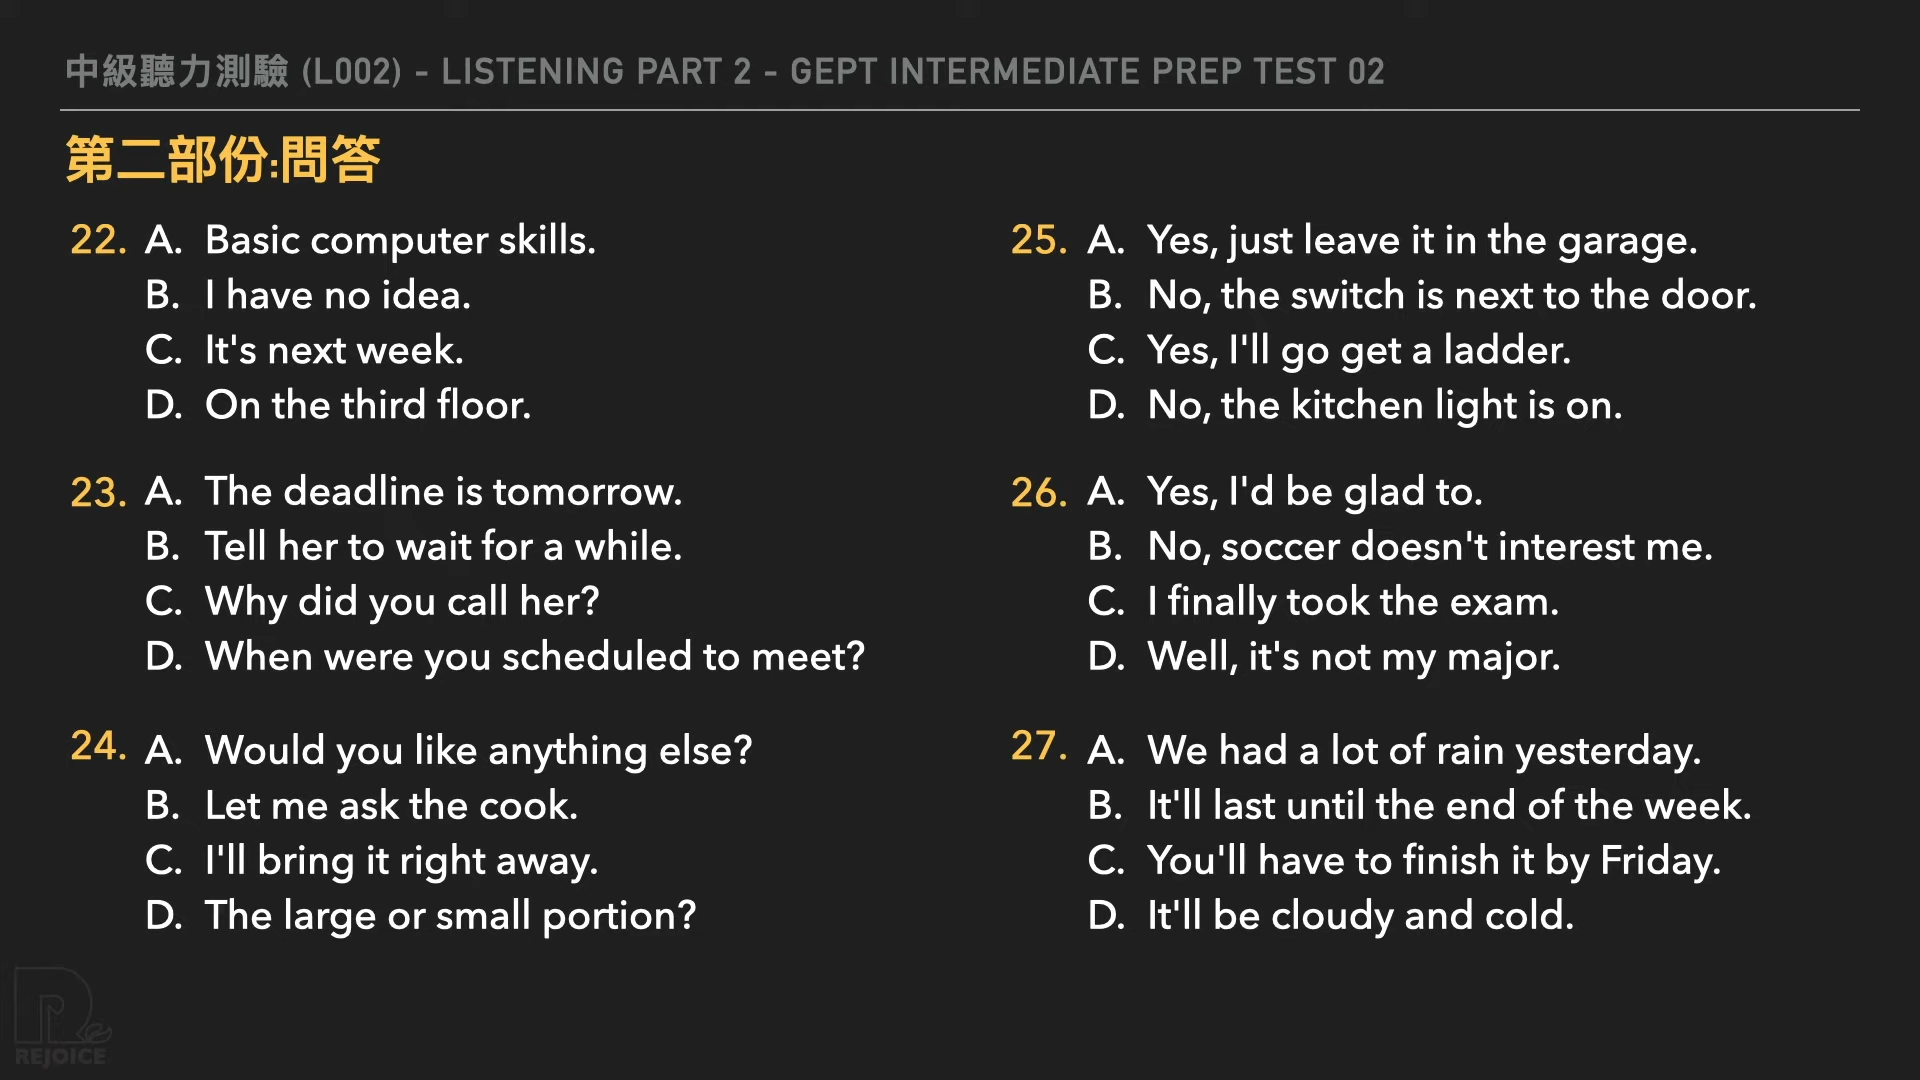 中級聽力測驗 (L002) - LISTENING PART 2 - GEPT INTERMEDIATE PREP TEST 02
第二部份:問答
22. A. Basic computer skills.
B. I have no idea.
C. It's next week.
D. On the third floor.
23. A. The deadline is tomorrow.
B. Tell her to wait for a while.
C. Why did you call her?
D. When were you scheduled to meet?
24. A. Would you like anything else?
B. Let me ask the cook.
C. I'll bring it right away.
D. The large or small portion?
25. A. Yes, just leave it in the garage.
B. No, the switch is next to the door.
C. Yes, I'll go get a ladder.
D. No, the kitchen light is on.
26. A. Yes, I'd be glad to.
B. No, soccer doesn't interest me.
C. I finally took the exam.
D. Well, it's not my major.
27. A. We had a lot of rain yesterday.
B. It'll last until the end of the week.
C. You'll have to finish it by Friday.
D. It'll be cloudy and cold.
REJOICE